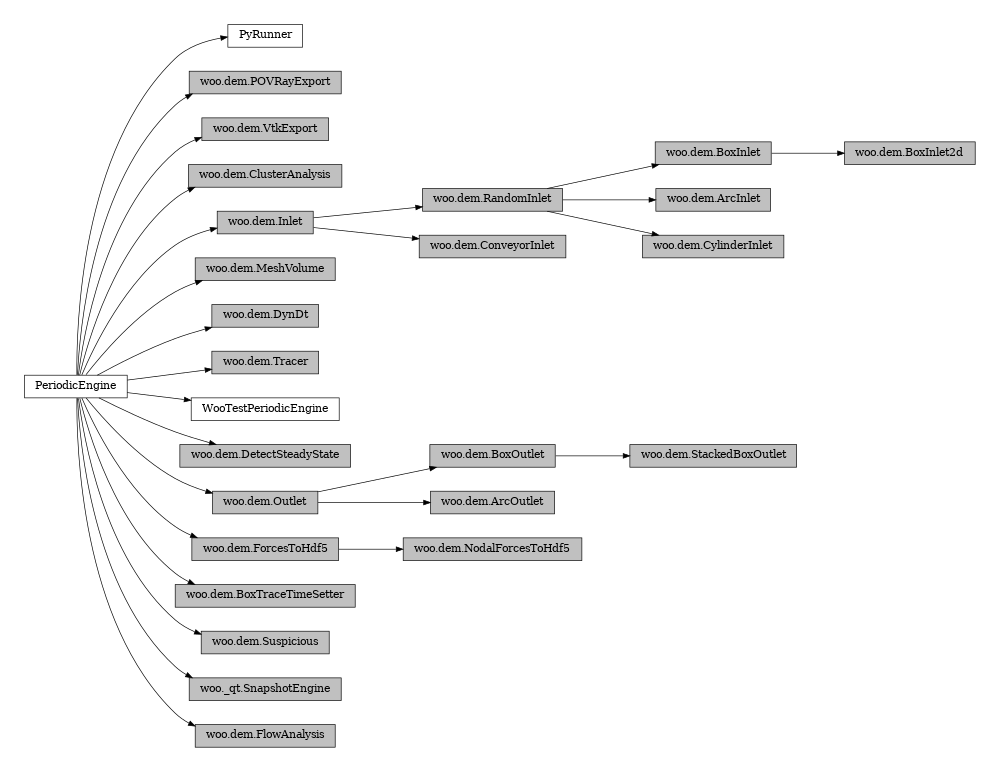 PyRunner
woo.dem.POVRayExport
woo.dem.VtkExport
woo.dem.BoxInlet
woo.dem.BoxInlet2d
woo.dem.ClusterAnalysis
woo.dem.RandomInlet
woo.dem.ArcInlet
woo.dem.Inlet
woo.dem.ConveyorInlet
woo.dem.CylinderInlet
woo.dem.MeshVolume
woo.dem.DynDt
woo.dem.Tracer
PeriodicEngine
WooTestPeriodicEngine
woo.dem.DetectSteadyState
woo.dem.BoxOutlet
woo.dem.StackedBoxOutlet
woo.dem.Outlet
woo.dem.ArcOutlet
woo.dem.ForcesToHdf5
woo.dem.NodalForcesToHdf5
woo.dem.BoxTraceTimeSetter
woo.dem.Suspicious
woo._qt.SnapshotEngine
woo.dem.FlowAnalysis